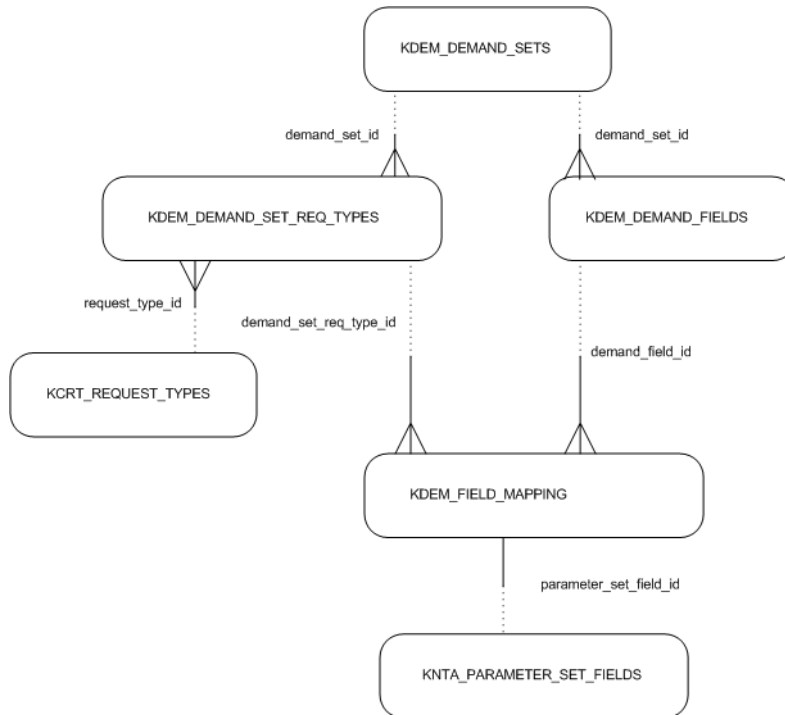 KDEM_DEMAND_SETS
demand_set_id
demand_set_id
KDEM_DEMAND_SET_REQ_TYPES
KDEM_DEMAND_FIELDS
request_type_id
demand_set_req_type_id
demand_field_id
KCRT_REQUEST_TYPES
KDEM_FIELD_MAPPING
parameter_set_field_id
KNTA_PARAMETER_SET_FIELDS